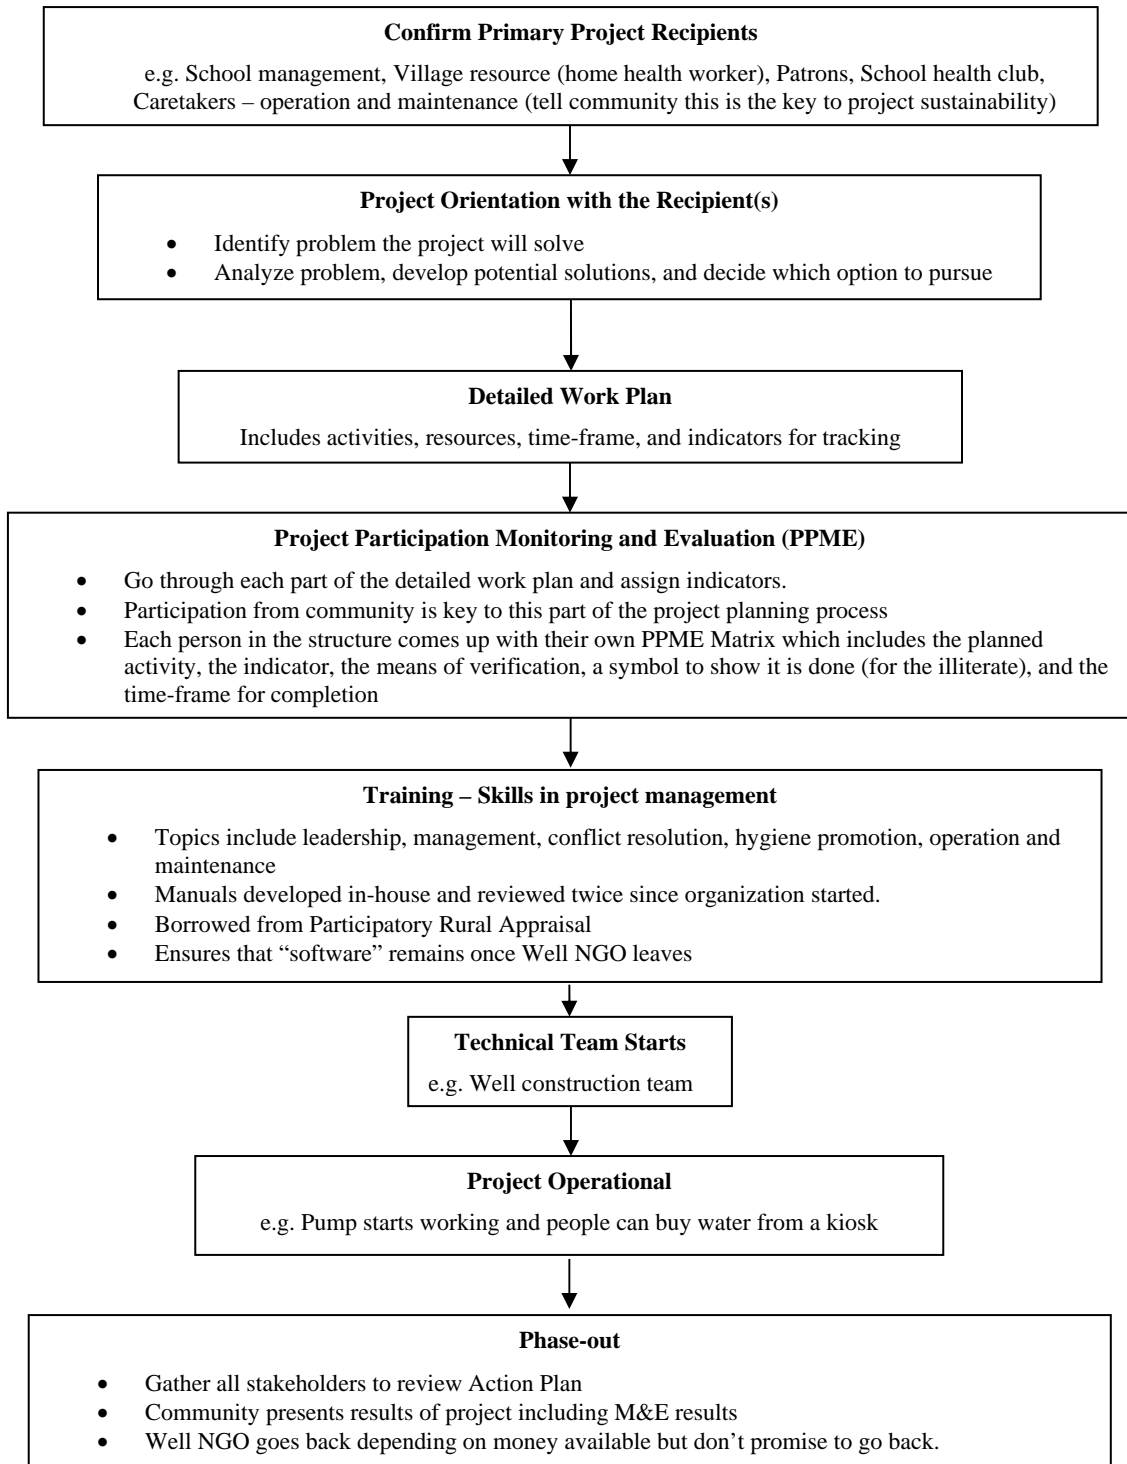 Confirm Primary Project Recipients
e.g. School management, Village resource (home health worker), Patrons, School health club,
Caretakers – operation and maintenance (tell community this is the key to project sustainability)
Project Orientation with the Recipient(s)
• Identify problem the project will solve
• Analyze problem, develop potential solutions, and decide which option to pursue
Detailed Work Plan
Includes activities, resources, time-frame, and indicators for tracking
Project Participation Monitoring and Evaluation (PPME)
• Go through each part of the detailed work plan and assign indicators.
• Participation from community is key to this part of the project planning process
• Each person in the structure comes up with their own PPME Matrix which includes the planned
activity, the indicator, the means of verification, a symbol to show it is done (for the illiterate), and the
time-frame for completion
Training – Skills in project management
• Topics include leadership, management, conflict resolution, hygiene promotion, operation and
maintenance
• Manuals developed in-house and reviewed twice since organization started.
• Borrowed from Participatory Rural Appraisal
• Ensures that “software” remains once Well NGO leaves
Technical Team Starts
e.g. Well construction team
Project Operational
e.g. Pump starts working and people can buy water from a kiosk
Phase-out
• Gather all stakeholders to review Action Plan
• Community presents results of project including M&E results
• Well NGO goes back depending on money available but don’t promise to go back.